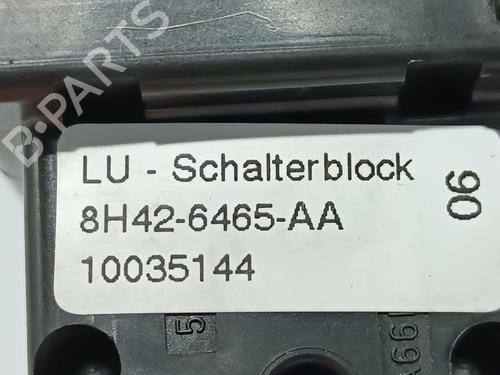 B-PARTS
LU - Schalterblock
8H42-6465-AA
10035144
06
5